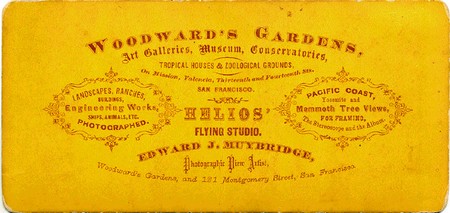 WOODWARD'S GARDENS,
Art Galleries, Museum, Conservatories,
TROPICAL HOUSES & ZOOLOGICAL GROUNDS.
On Mission, Valencia, Thirteenth and Fourteenth Sts.
SAN FRANCISCO.
LANDSCAPES, RANCHES,
BUILDINGS,
Engineering Works,
SHIPS, ANIMALS, ETC.
PHOTOGRAPHED.
HELIOS'
FLYING STUDIO.
PACIFIC COAST,
Yosemite and
Mammoth Tree Views,
FOR FRAMING,
The Stereoscope and the Album.
EDWARD J. MUYBRIDGE,
Photographic View Artist,
Woodward's Gardens, and 121 Montgomery Street, San Francisco